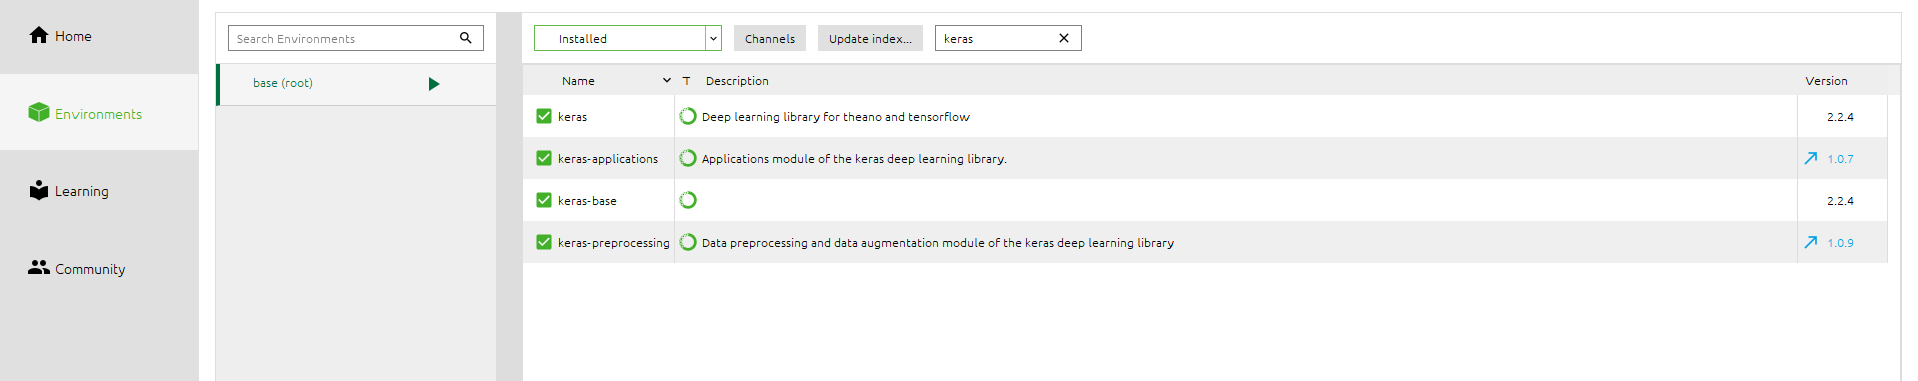 Home
Environments
Learning
Community
Search Environments
base (root)
Installed Channels Update index... keras
Name T Description Version
keras Deep learning library for theano and tensorflow 2.2.4
keras-applications Applications module of the keras deep learning library. 1.0.7
keras-base 2.2.4
keras-preprocessing Data preprocessing and data augmentation module of the keras deep learning library 1.0.9